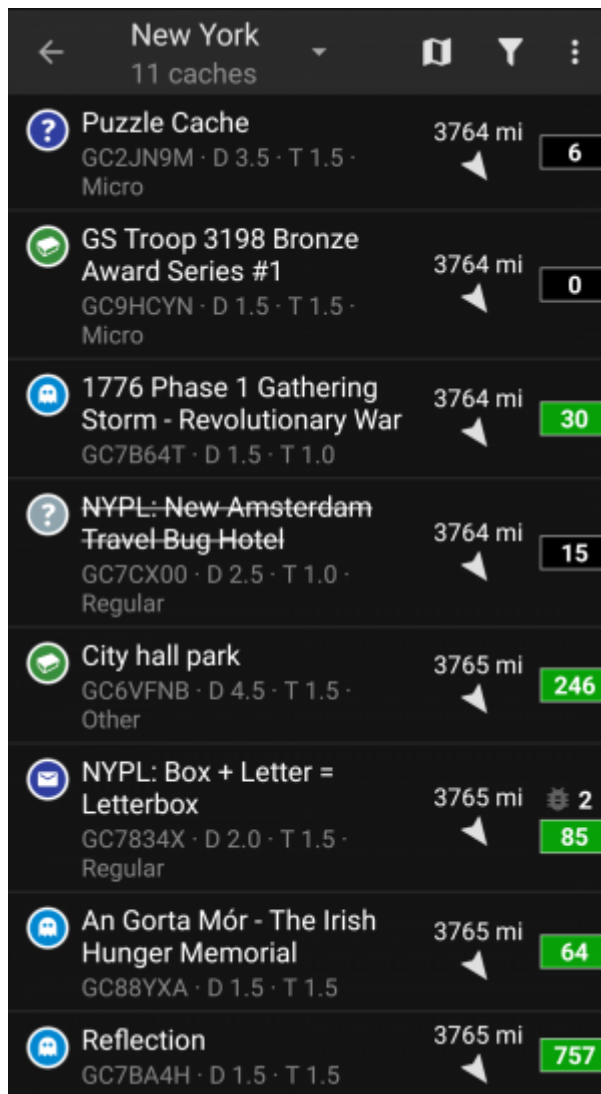 New York
11 caches
Puzzle Cache
GC2JN9M · D 3.5 · T 1.5 ·
Micro
3764 mi
6
GS Troop 3198 Bronze
Award Series #1
GC9HCYN · D 1.5 · T 1.5 ·
Micro
3764 mi
0
1776 Phase 1 Gathering
Storm - Revolutionary War
GC7B64T · D 1.5 · T 1.0
3764 mi
30
NYPL: New Amsterdam
Travel Bug Hotel
GC7CX00 · D 2.5 · T 1.0 ·
Regular
3764 mi
15
City hall park
GC6VFNB · D 4.5 · T 1.5 ·
Other
3765 mi
246
NYPL: Box + Letter =
Letterbox
GC7834X · D 2.0 · T 1.5 ·
Regular
3765 mi
2
85
An Gorta Mór - The Irish
Hunger Memorial
GC88YXA · D 1.5 · T 1.5
3765 mi
64
Reflection
GC7BA4H · D 1.5 · T 1.5
3765 mi
757